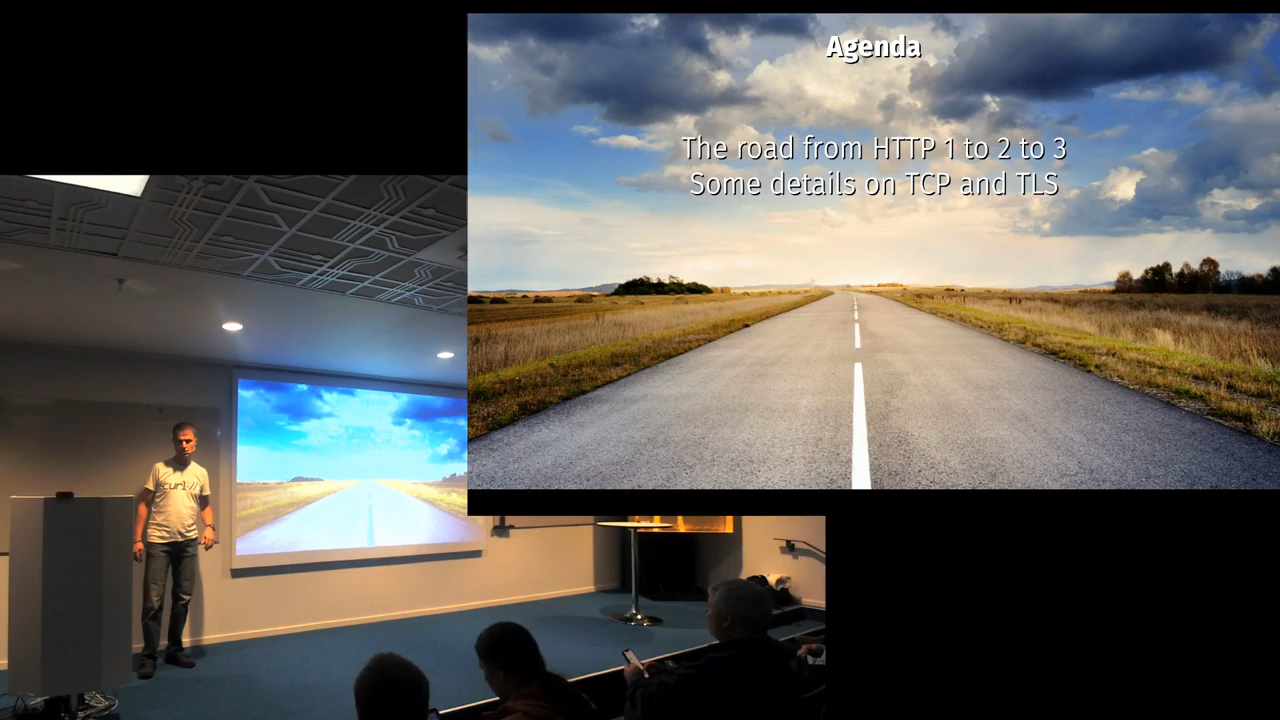 Agenda
The road from HTTP 1 to 2 to 3
Some details on TCP and TLS
curl://